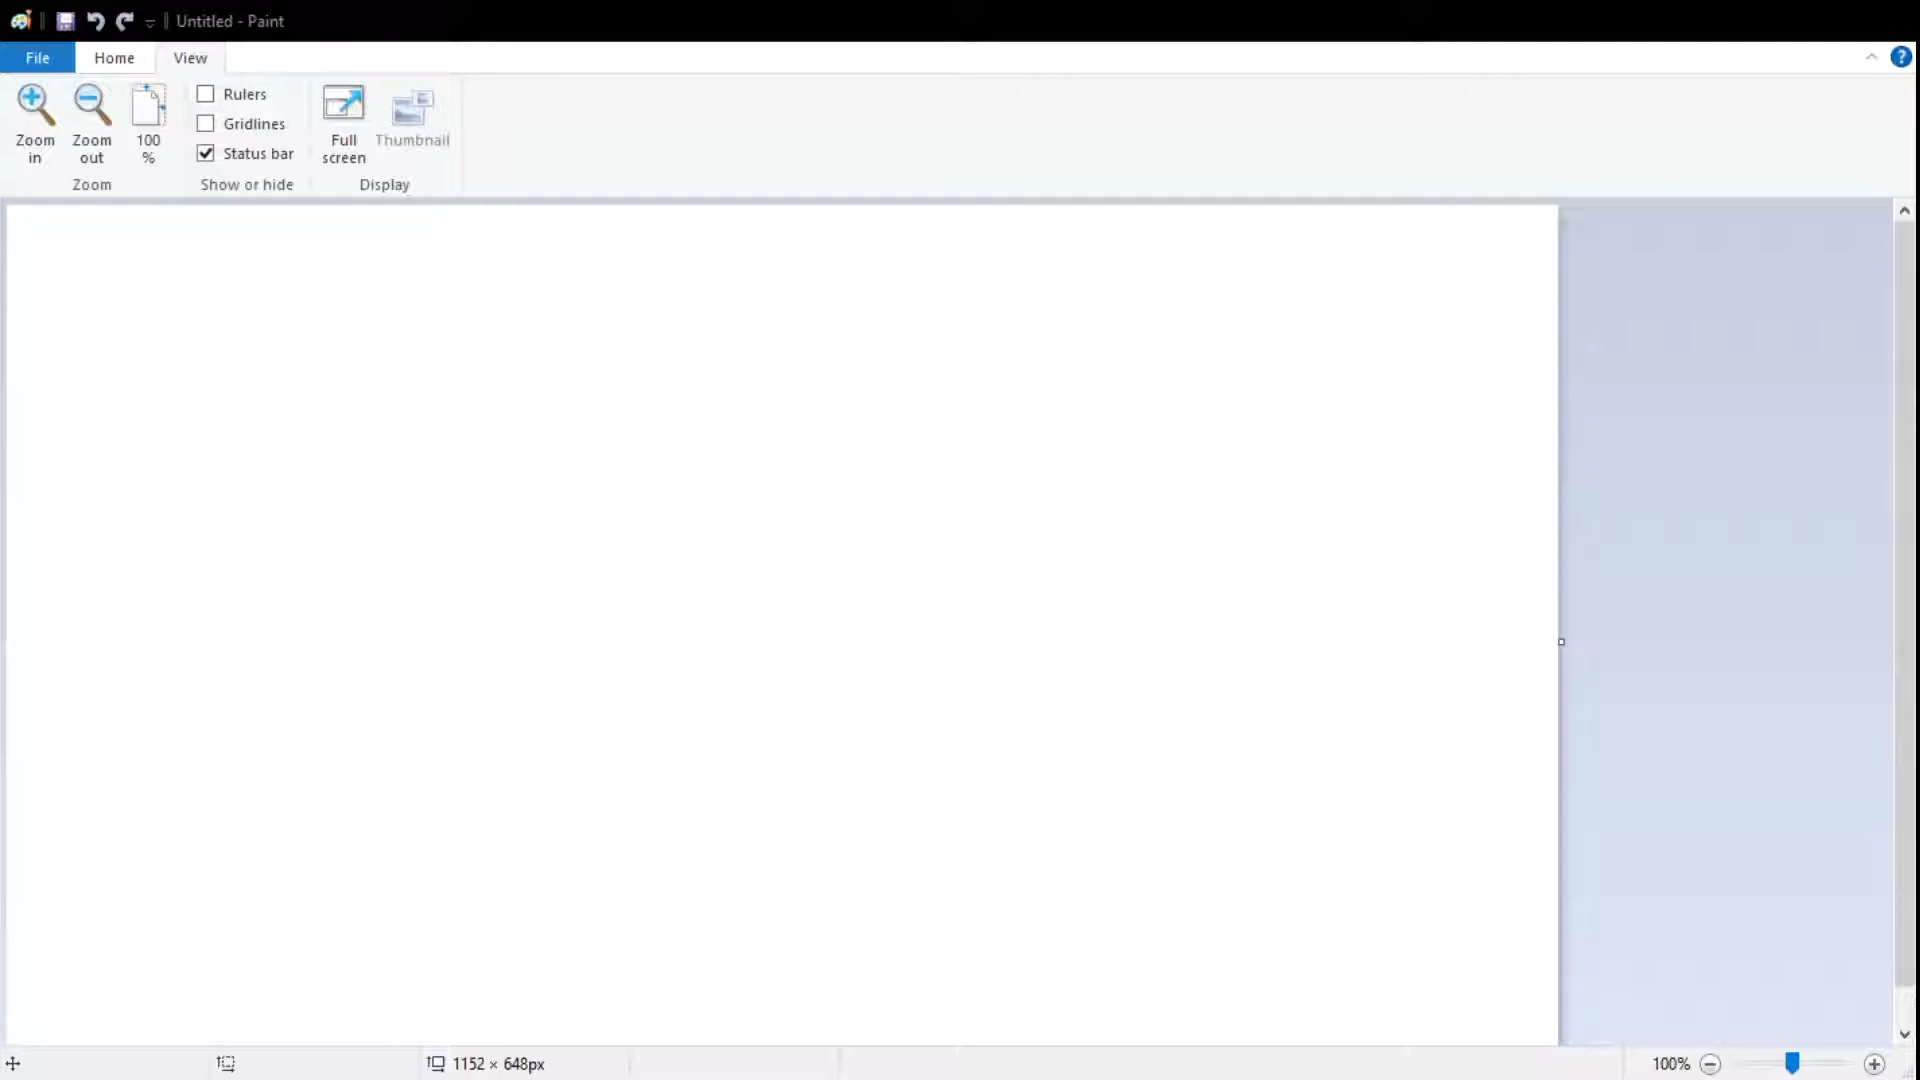 Untitled - Paint
File Home View
Zoom in
Zoom out
100 %
Zoom
Rulers
Gridlines
Status bar
Show or hide
Full screen
Thumbnail
Display
1152 × 648px
100%